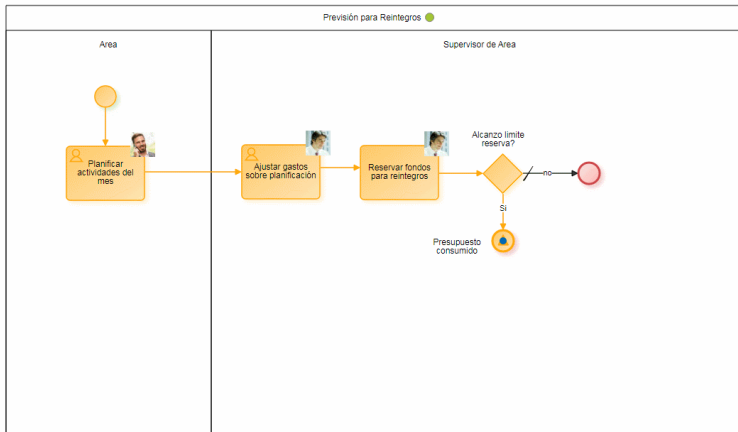 Previsión para Reintegros
Area
Supervisor de Area
Planificar
actividades del
mes
Ajustar gastos
sobre planificación
Reservar fondos
para reintegros
Alcanzo limite
reserva?
no
Si
Presupuesto
consumido